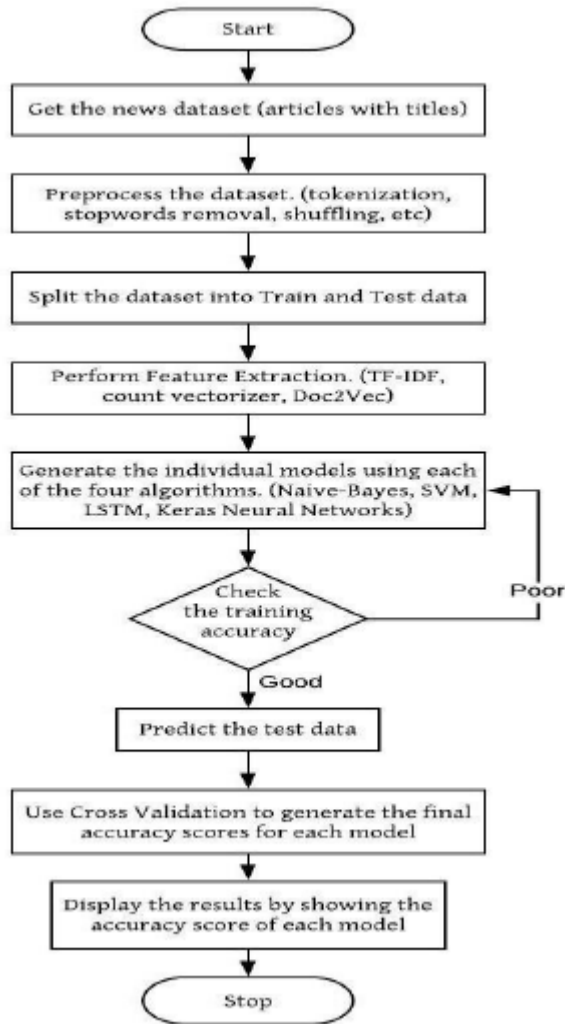 Start
Get the news dataset (articles with titles)
Preprocess the dataset. (tokenization,
stopwords removal, shuffling, etc)
Split the dataset into Train and Test data
Perform Feature Extraction. (TF-IDF,
count vectorizer, Doc2Vec)
Generate the individual models using each
of the four algorithms. (Naive-Bayes, SVM,
LSTM, Keras Neural Networks)
Check
the training
accuracy
Poor
Good
Predict the test data
Use Cross Validation to generate the final
accuracy scores for each model
Display the results by showing the
accuracy score of each model
Stop